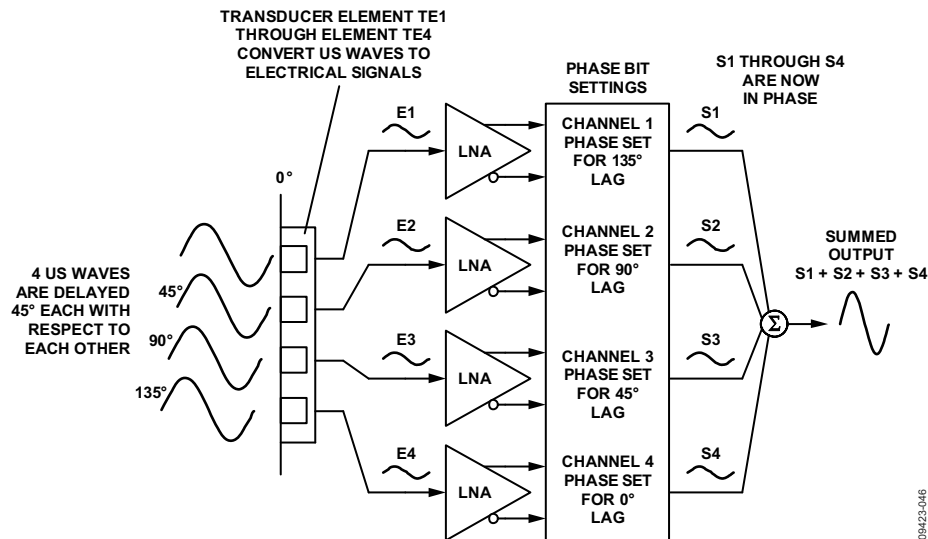 TRANSDUCER ELEMENT TE1
THROUGH ELEMENT TE4
CONVERT US WAVES TO
ELECTRICAL SIGNALS
PHASE BIT
SETTINGS
S1 THROUGH S4
ARE NOW
IN PHASE
0°
4 US WAVES
ARE DELAYED
45° EACH WITH
RESPECT TO
EACH OTHER
45°
90°
135°
E1
LNA
CHANNEL 1
PHASE SET
FOR 135°
LAG
S1
E2
LNA
CHANNEL 2
PHASE SET
FOR 90°
LAG
S2
E3
LNA
CHANNEL 3
PHASE SET
FOR 45°
LAG
S3
E4
LNA
CHANNEL 4
PHASE SET
FOR 0°
LAG
S4
Σ
SUMMED
OUTPUT
S1 + S2 + S3 + S4
09423-046